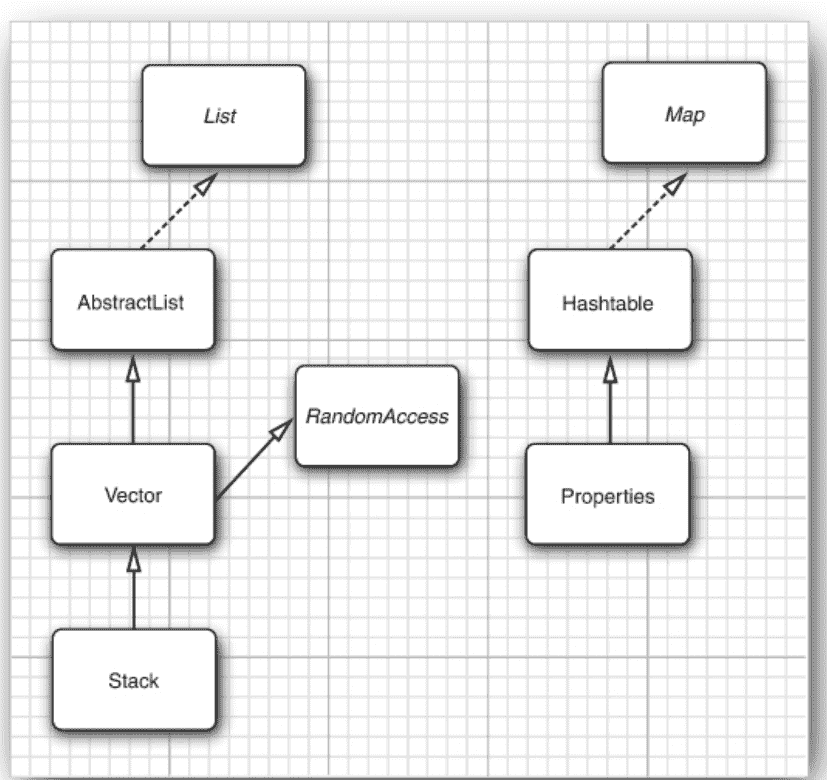 List
Map
AbstractList
Hashtable
RandomAccess
Vector
Properties
Stack